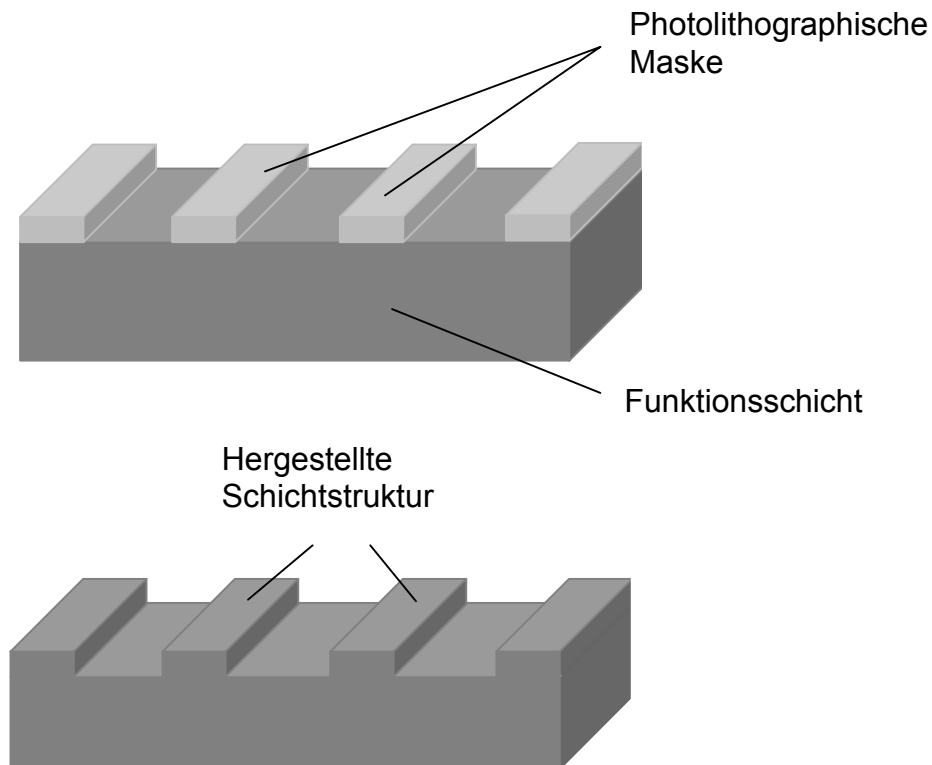 Photolithographische
Maske
Funktionsschicht
Hergestellte
Schichtstruktur